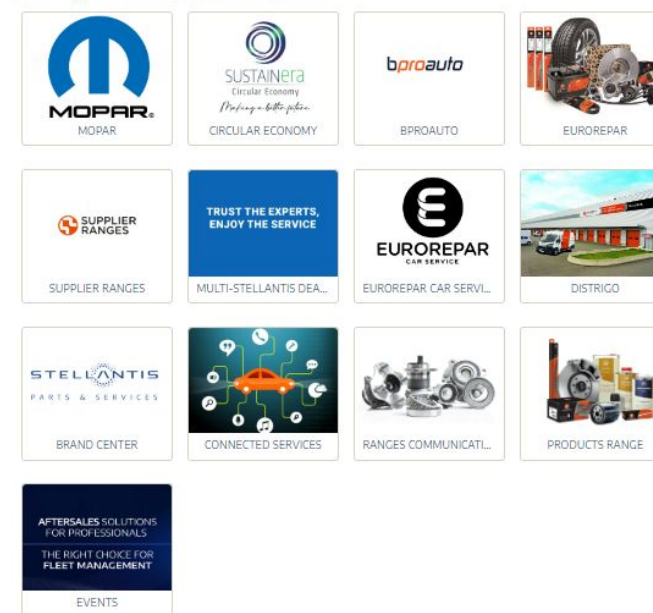 MOPAR®
MOPAR
SUSTAINera
Circular Economy
Making a better future
CIRCULAR ECONOMY
bproauto
BPROAUTO
EUROREPAR
SUPPLIER
RANGES
SUPPLIER RANGES
TRUST THE EXPERTS,
ENJOY THE SERVICE
MULTI-STELLANTIS DEA...
EUROREPAR
CAR SERVICE
EUROREPAR CAR SERVI...
DISTRIGO
STELLANTIS
PARTS & SERVICES
BRAND CENTER
CONNECTED SERVICES
RANGES COMMUNICATI...
PRODUCTS RANGE
AFTERSALES SOLUTIONS
FOR PROFESSIONALS
THE RIGHT CHOICE FOR
FLEET MANAGEMENT
EVENTS